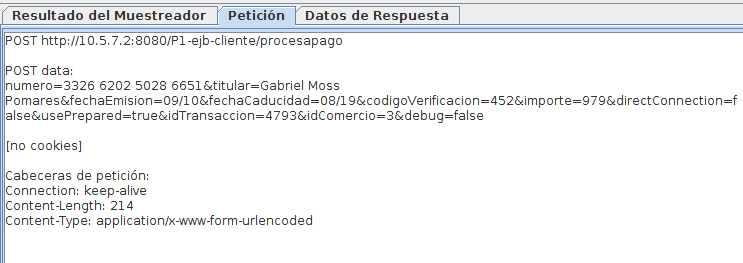 Resultado del Muestreador Petición Datos de Respuesta
POST http://10.5.7.2:8080/P1-ejb-cliente/procesapago
POST data:
numero=3326 6202 5028 6651&titular=Gabriel Moss
Pomares&fechaEmision=09/10&fechaCaducidad=08/19&codigoVerificacion=452&importe=979&directConnection=f
alse&usePrepared=true&idTransaccion=4793&idComercio=3&debug=false
[no cookies]
Cabeceras de petición:
Connection: keep-alive
Content-Length: 214
Content-Type: application/x-www-form-urlencoded